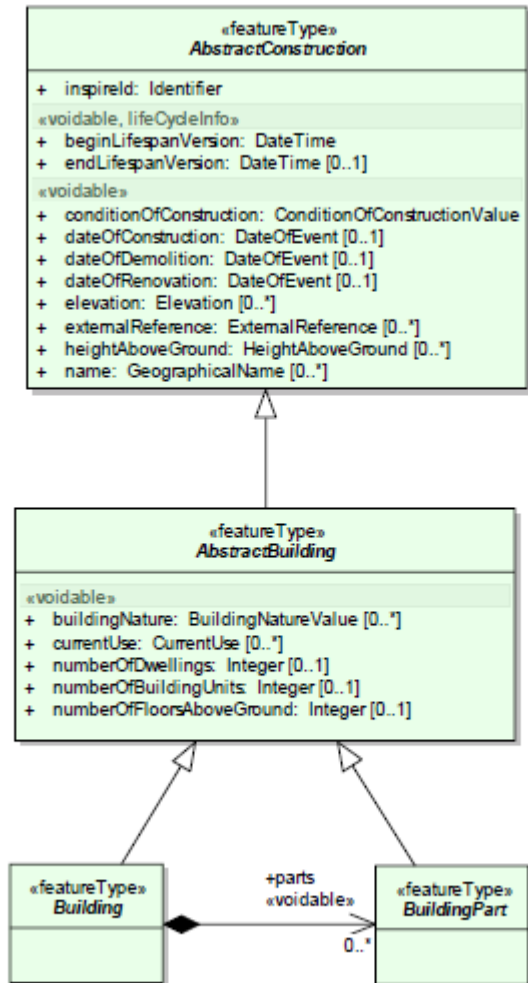 «featureType»
AbstractConstruction
+ inspireId: Identifier
«voidable, lifeCycleInfo»
+ beginLifespanVersion: DateTime
+ endLifespanVersion: DateTime [0..1]
«voidable»
+ conditionOfConstruction: ConditionOfConstructionValue
+ dateOfConstruction: DateOfEvent [0..1]
+ dateOfDemolition: DateOfEvent [0..1]
+ dateOfRenovation: DateOfEvent [0..1]
+ elevation: Elevation [0..*]
+ externalReference: ExternalReference [0..*]
+ heightAboveGround: HeightAboveGround [0..*]
+ name: GeographicalName [0..*]
«featureType»
AbstractBuilding
«voidable»
+ buildingNature: BuildingNatureValue [0..*]
+ currentUse: CurrentUse [0..*]
+ numberOfDwellings: Integer [0..1]
+ numberOfBuildingUnits: Integer [0..1]
+ numberOfFloorsAboveGround: Integer [0..1]
«featureType»
Building
+parts
«voidable»
0..*
«featureType»
BuildingPart